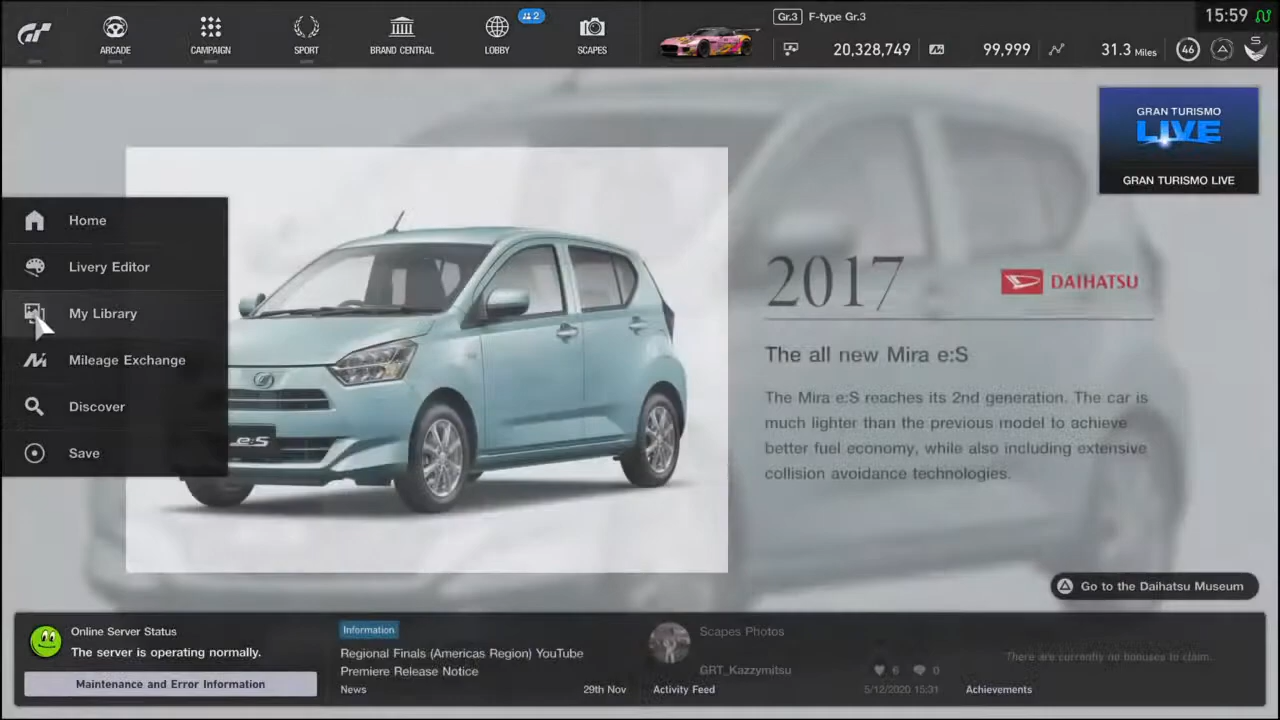 GT
ARCADE
CAMPAIGN
SPORT
BRAND CENTRAL
LOBBY
2
SCAPES
Gr.3 F-type Gr.3
20,328,749
99,999
31.3 Miles
46
S
15:59
GRAN TURISMO
LIVE
GRAN TURISMO LIVE
Home
Livery Editor
My Library
Mileage Exchange
Discover
Save
e:S
2017
DAIHATSU
The all new Mira e:S
The Mira e:S reaches its 2nd generation. The car is
much lighter than the previous model to achieve
better fuel economy, while also including extensive
collision avoidance technologies.
Go to the Daihatsu Museum
Online Server Status
The server is operating normally.
Maintenance and Error Information
Information
Regional Finals (Americas Region) YouTube
Premiere Release Notice
News
29th Nov
Scapes Photos
GRT_Kazzymitsu
6
0
Activity Feed
5/12/2020 15:31
There are currently no bonuses to claim.
Achievements